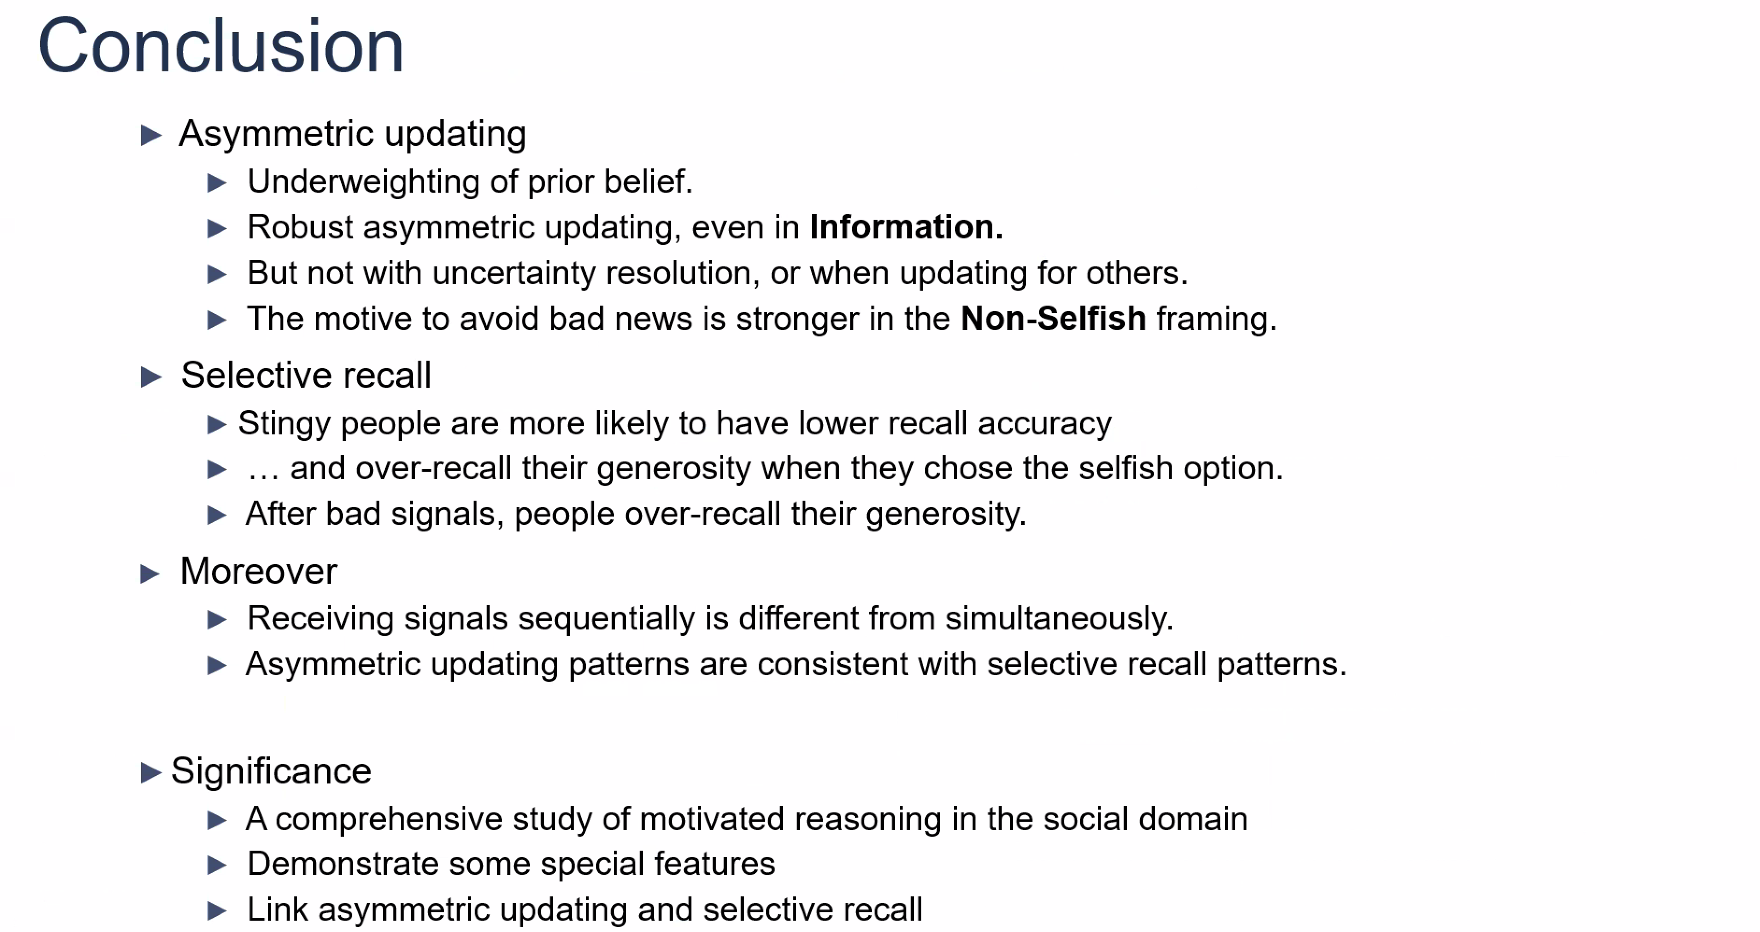 Conclusion
Asymmetric updating
Underweighting of prior belief.
Robust asymmetric updating, even in Information.
But not with uncertainty resolution, or when updating for others.
The motive to avoid bad news is stronger in the Non-Selfish framing.
Selective recall
Stingy people are more likely to have lower recall accuracy
… and over-recall their generosity when they chose the selfish option.
After bad signals, people over-recall their generosity.
Moreover
Receiving signals sequentially is different from simultaneously.
Asymmetric updating patterns are consistent with selective recall patterns.
Significance
A comprehensive study of motivated reasoning in the social domain
Demonstrate some special features
Link asymmetric updating and selective recall